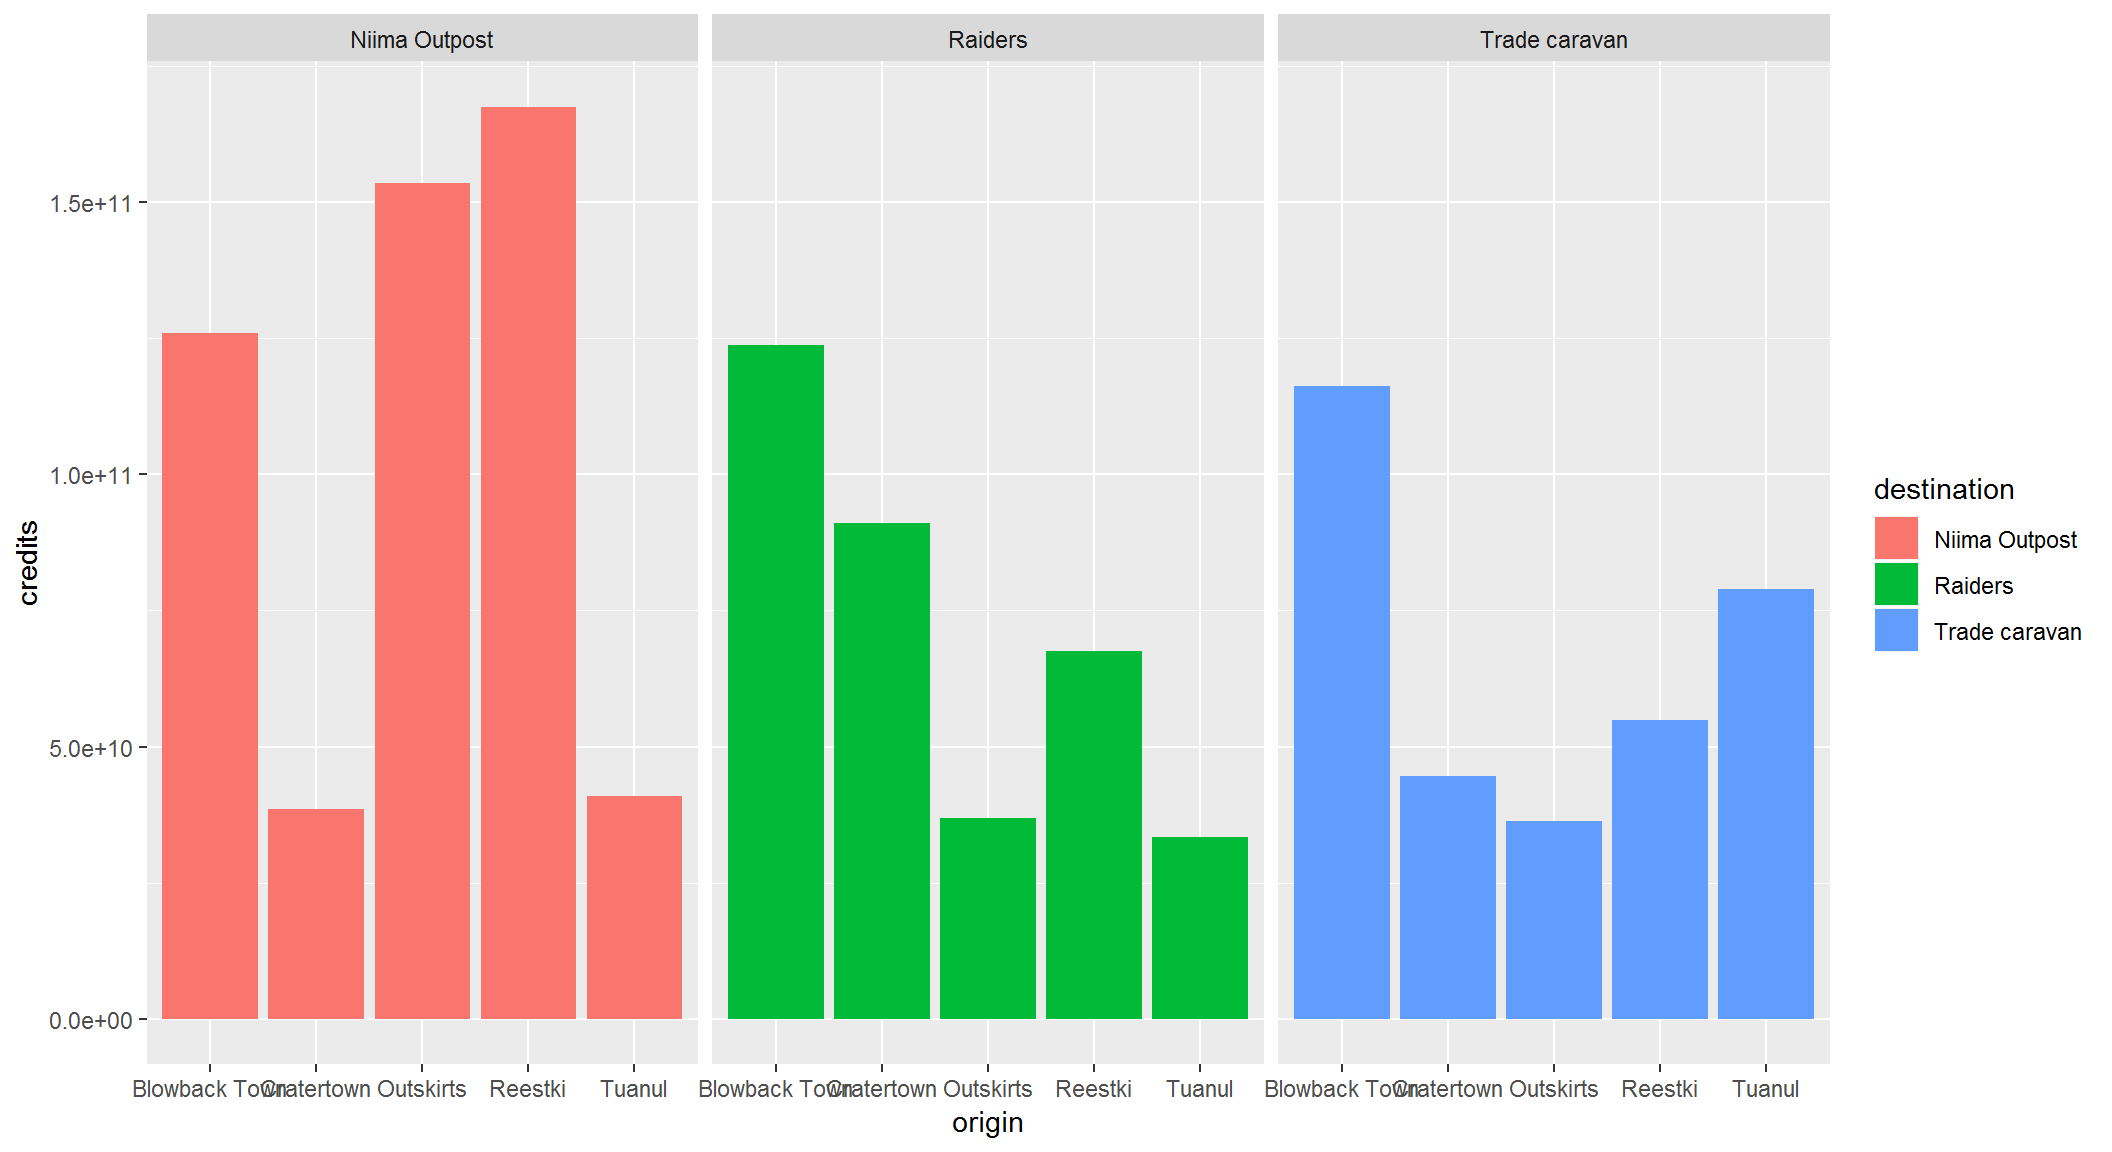 Niima Outpost
Raiders
Trade caravan
credits
1.5e+11
1.0e+11
5.0e+10
0.0e+00
Blowback Town Cratertown Outskirts Reestki Tuanul
Blowback Town Cratertown Outskirts Reestki Tuanul
Blowback Town Cratertown Outskirts Reestki Tuanul
origin
destination
Niima Outpost
Raiders
Trade caravan